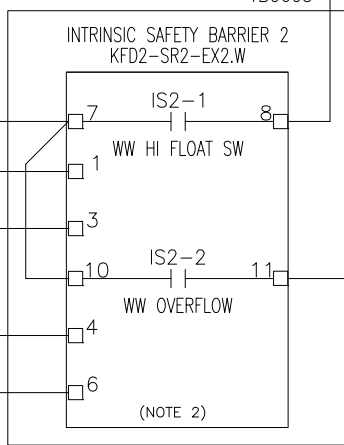 INTRINSIC SAFETY BARRIER 2
KFD2-SR2-EX2.W
IS2-1
7
8
WW HI FLOAT SW
1
3
IS2-2
10
11
WW OVERFLOW
4
6
(NOTE 2)